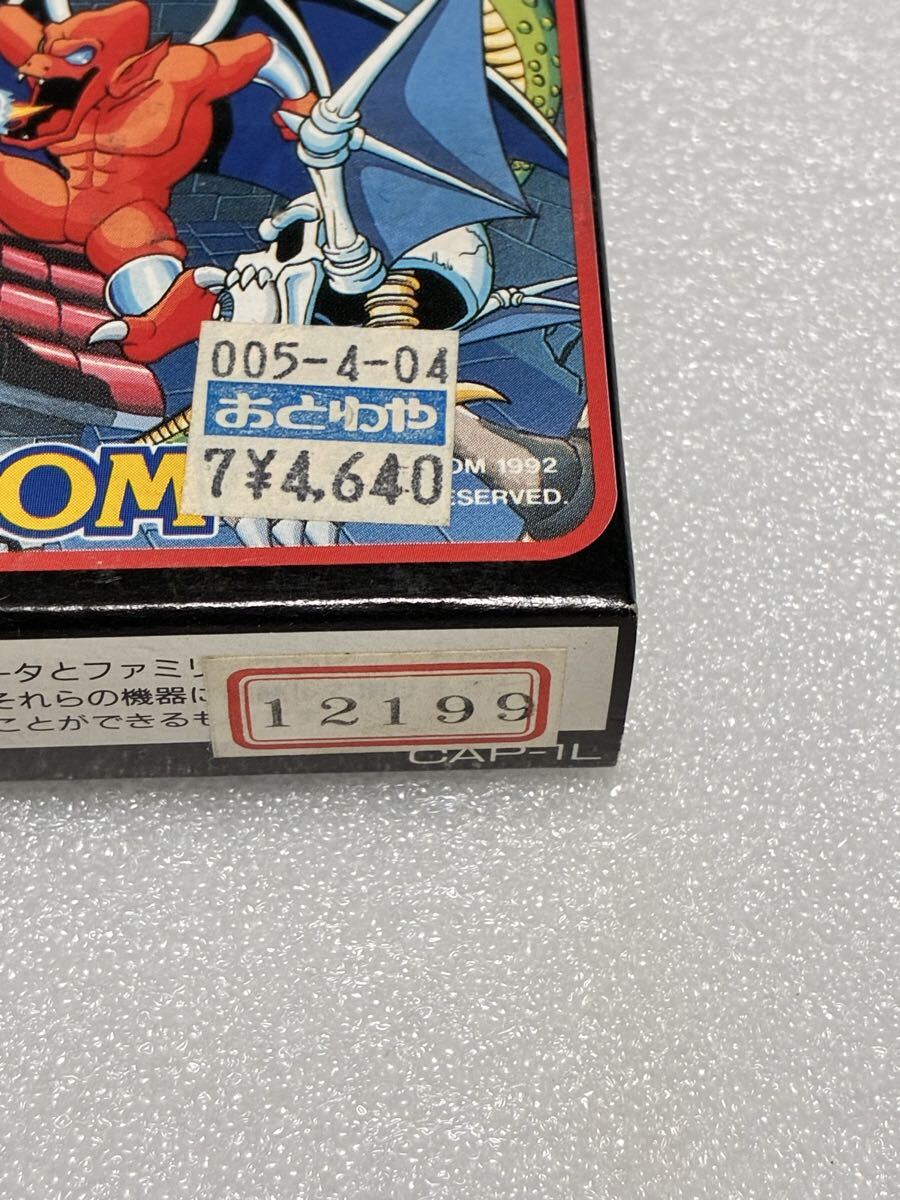 005-4-04
おとわや
7¥4,640
OM
OM 1992
ESERVED.
ータとファミリ
それらの機器に
ことができるも
12199
CAP-1L